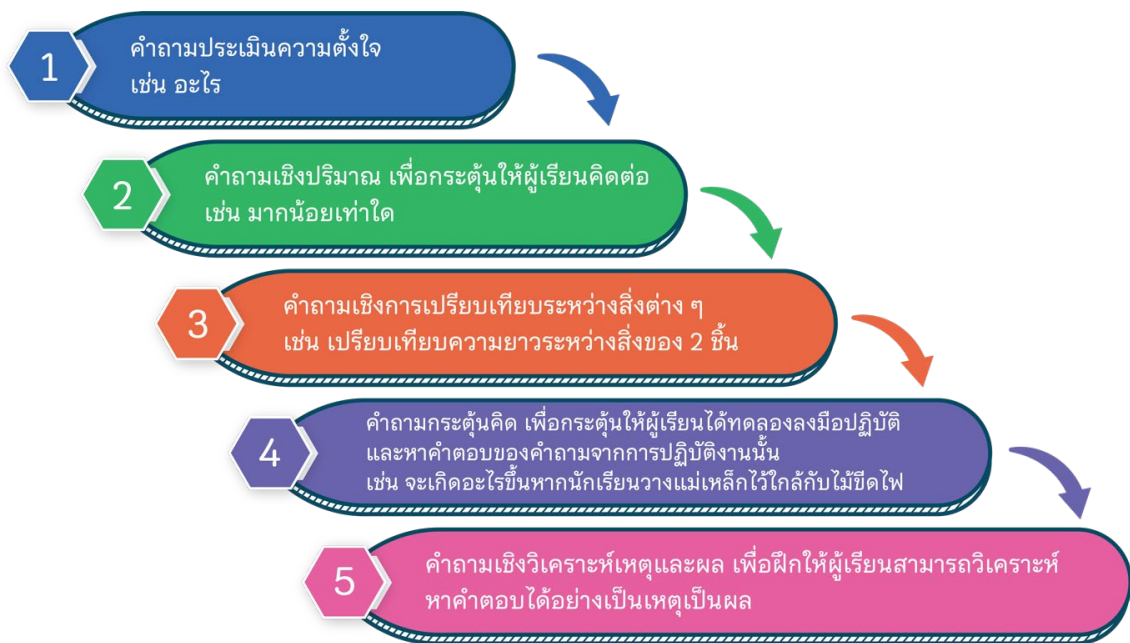 1
คำถามประเมินความตั้งใจ
เช่น อะไร
2
คำถามเชิงปริมาณ เพื่อกระตุ้นให้ผู้เรียนคิดต่อ
เช่น มากน้อยเท่าใด
3
คำถามเชิงการเปรียบเทียบระหว่างสิ่งต่าง ๆ
เช่น เปรียบเทียบความยาวระหว่างสิ่งของ 2 ชิ้น
4
คำถามกระตุ้นคิด เพื่อกระตุ้นให้ผู้เรียนได้ทดลองลงมือปฏิบัติ
และหาคำตอบของคำถามจากการปฏิบัติงานนั้น
เช่น จะเกิดอะไรขึ้นหากนักเรียนวางแม่เหล็กไว้ใกล้กับไม้ขีดไฟ
5
คำถามเชิงวิเคราะห์เหตุและผล เพื่อฝึกให้ผู้เรียนสามารถวิเคราะห์
หาคำตอบได้อย่างเป็นเหตุเป็นผล